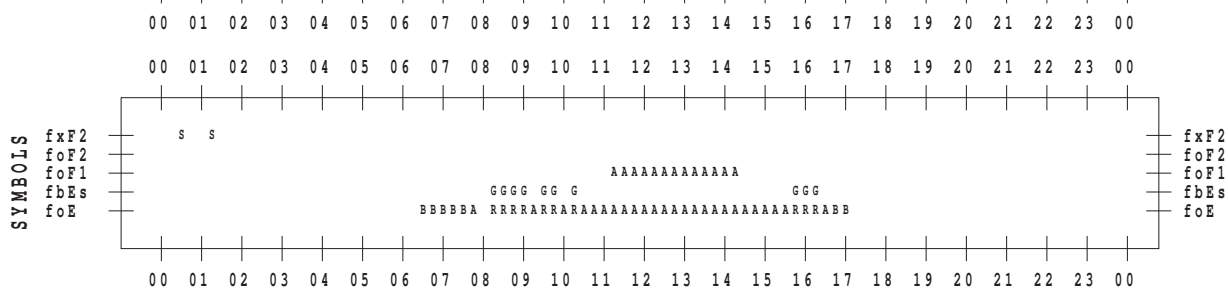 00 01 02 03 04 05 06 07 08 09 10 11 12 13 14 15 16 17 18 19 20 21 22 23 00
00 01 02 03 04 05 06 07 08 09 10 11 12 13 14 15 16 17 18 19 20 21 22 23 00
SYMBOLS
fxF2 S S fxF2
foF2 foF2
foF1 AAAAAAAAAAAAA foF1
fbEs GGGG GG G GGG fbEs
foE BBBBBA RRRRARRARAAAAAAAAAAAAAAAAAAAAARRRABB foE
00 01 02 03 04 05 06 07 08 09 10 11 12 13 14 15 16 17 18 19 20 21 22 23 00